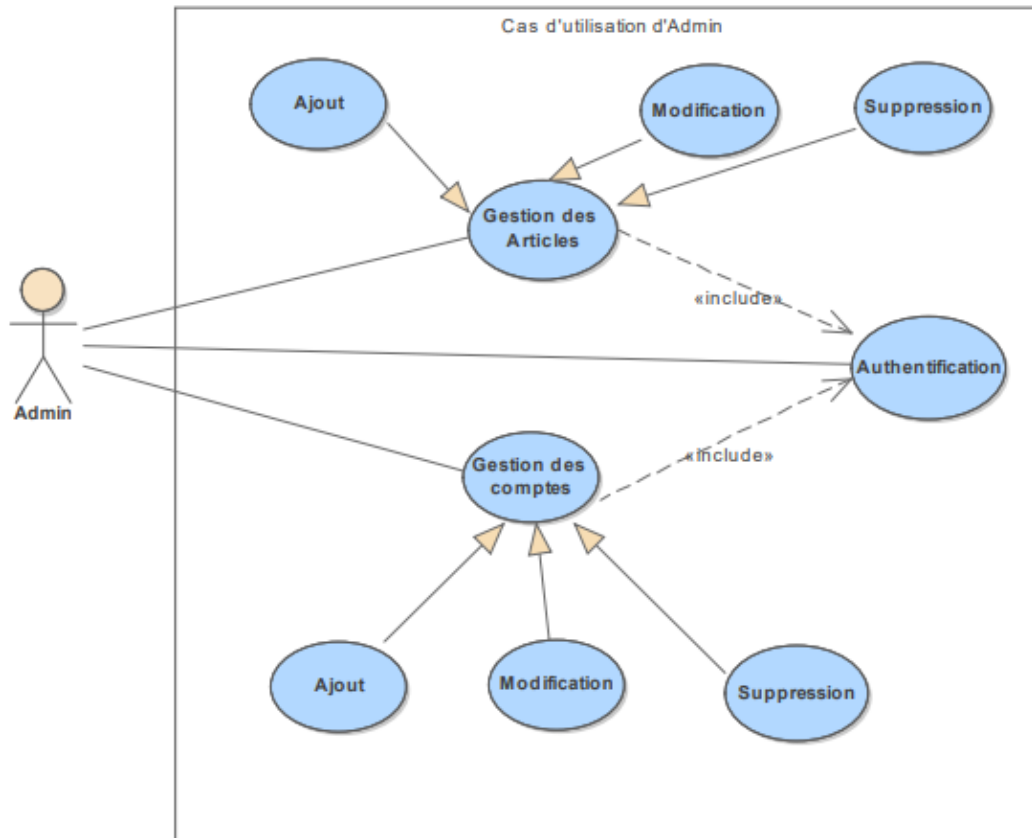 Cas d'utilisation d'Admin
Ajout
Modification
Suppression
Gestion des
Articles
«include»
Authentification
Admin
Gestion des
comptes
«include»
Ajout
Modification
Suppression